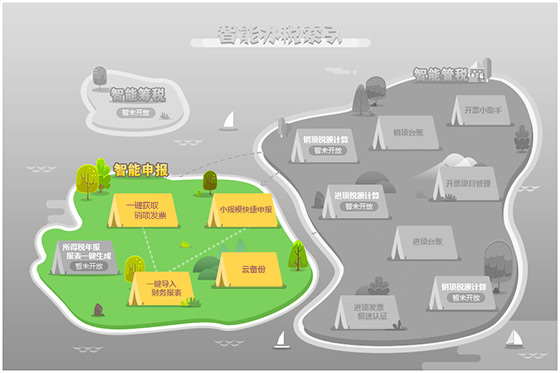 智能办税索引
智能筹税
暂未开放
智能管税
开票小助手
销项税额计算
暂未开放
销项台账
智能申报
一键获取
销项发票
小规模快捷申报
进项税额计算
暂未开放
开票项目管理
所得税年报
报表一键生成
暂未开放
一键导入
财务报表
云备份
进项台账
进项发票
极速认证
销项税额计算
暂未开放